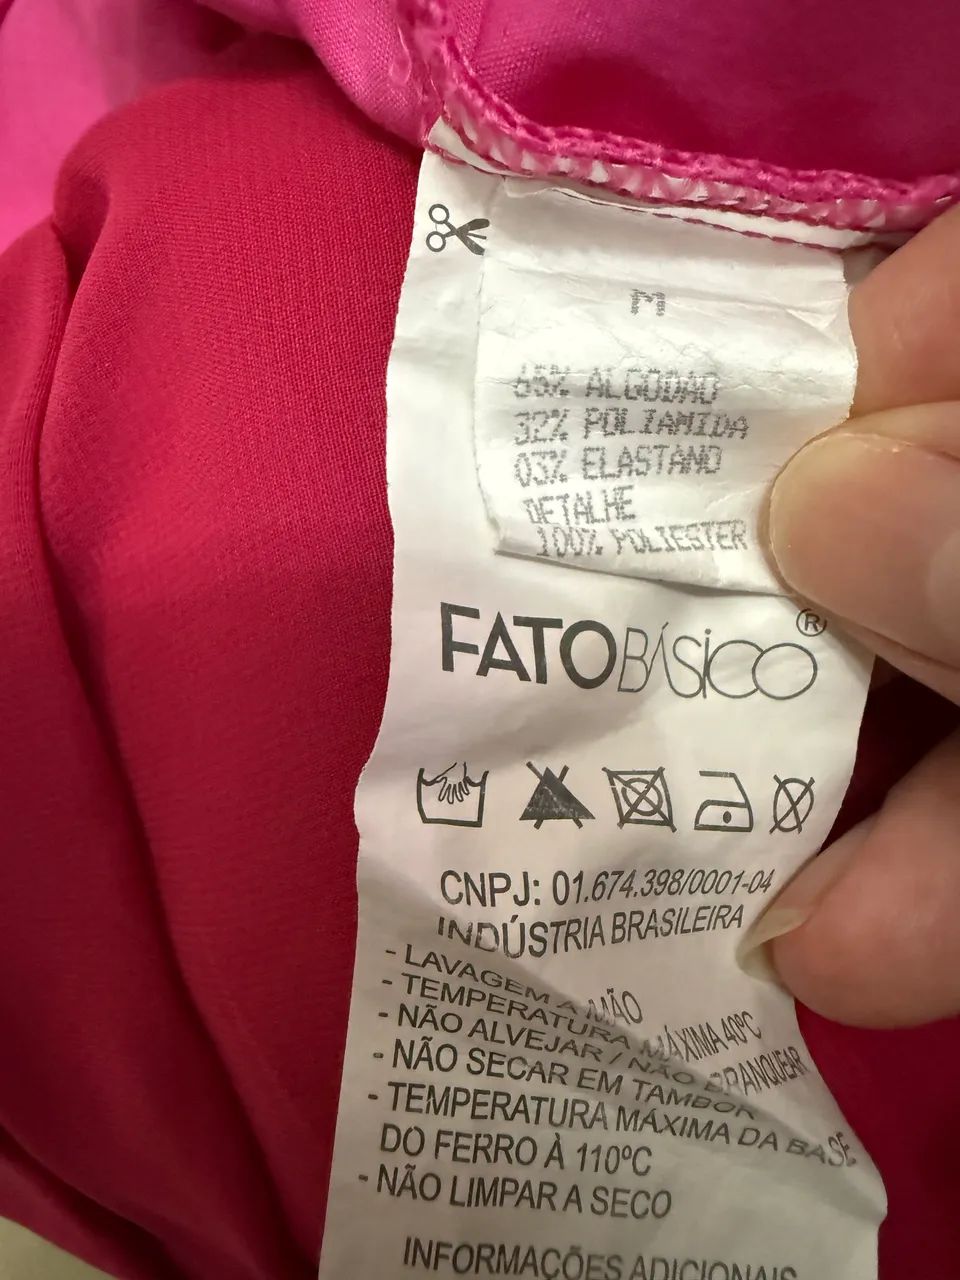 M
65% ALGODAO
32% POLIAMIDA
03% ELASTANO
DETALHE
100% POLIESTER
FATOBÁSiCO®
CNPJ: 01.674.398/0001-04
INDÚSTRIA BRASILEIRA
- LAVAGEM A MÃO
- TEMPERATURA MÁXIMA 40ºC
- NÃO ALVEJAR / NÃO BRANQUEAR
- NÃO SECAR EM TAMBOR
- TEMPERATURA MÁXIMA DA BASE
DO FERRO À 110ºC
- NÃO LIMPAR A SECO
INFORMAÇÕES ADICIONAIS